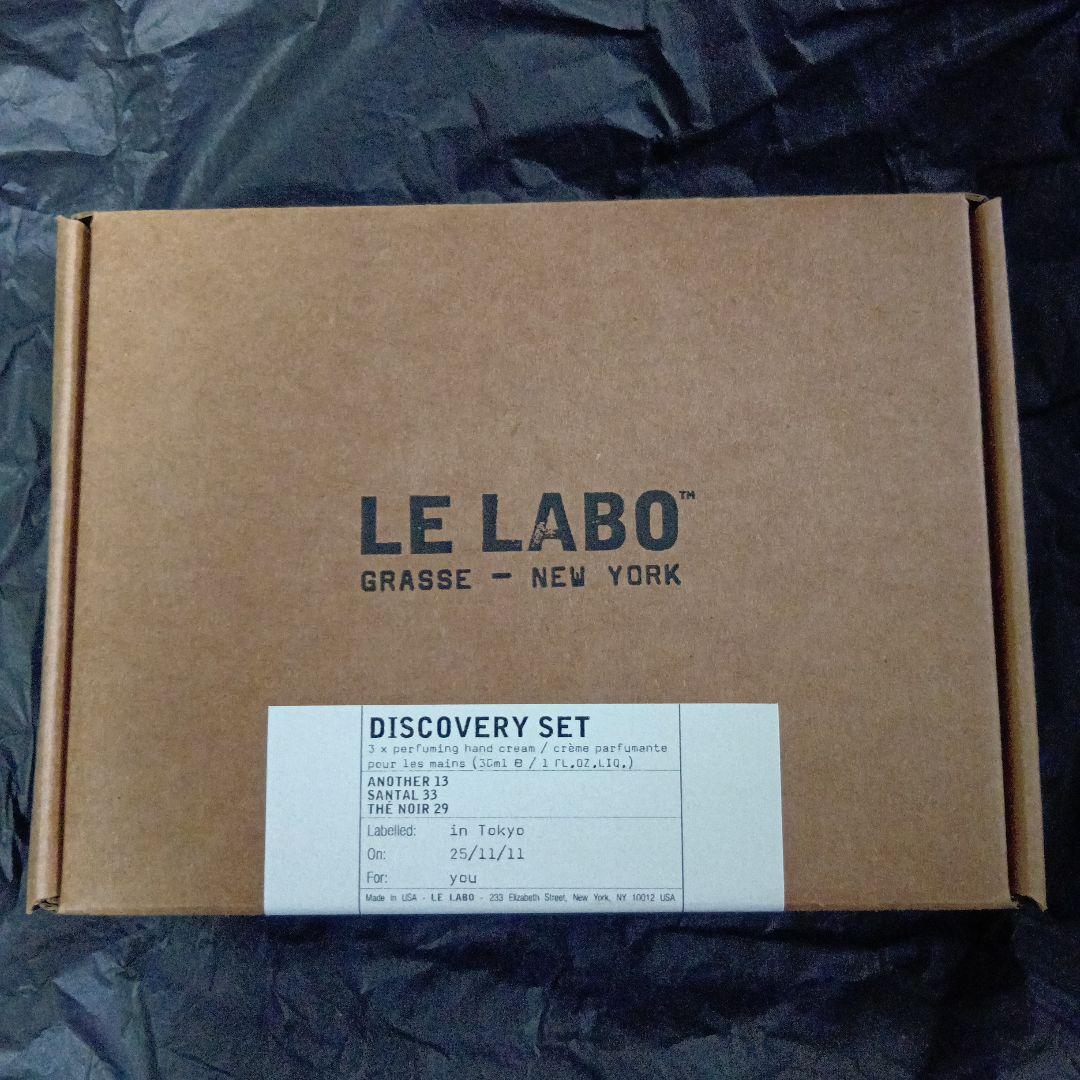 LE LABO™
GRASSE – NEW YORK
DISCOVERY SET
3 x perfuming hand cream / crème parfumante
pour les mains (30ml ℮ / 1 FL.OZ.LIQ.)
ANOTHER 13
SANTAL 33
THÉ NOIR 29
Labelled: in Tokyo
On: 25/11/11
For: you
Made in USA - LE LABO - 233 Elizabeth Street, New York, NY 10012 USA